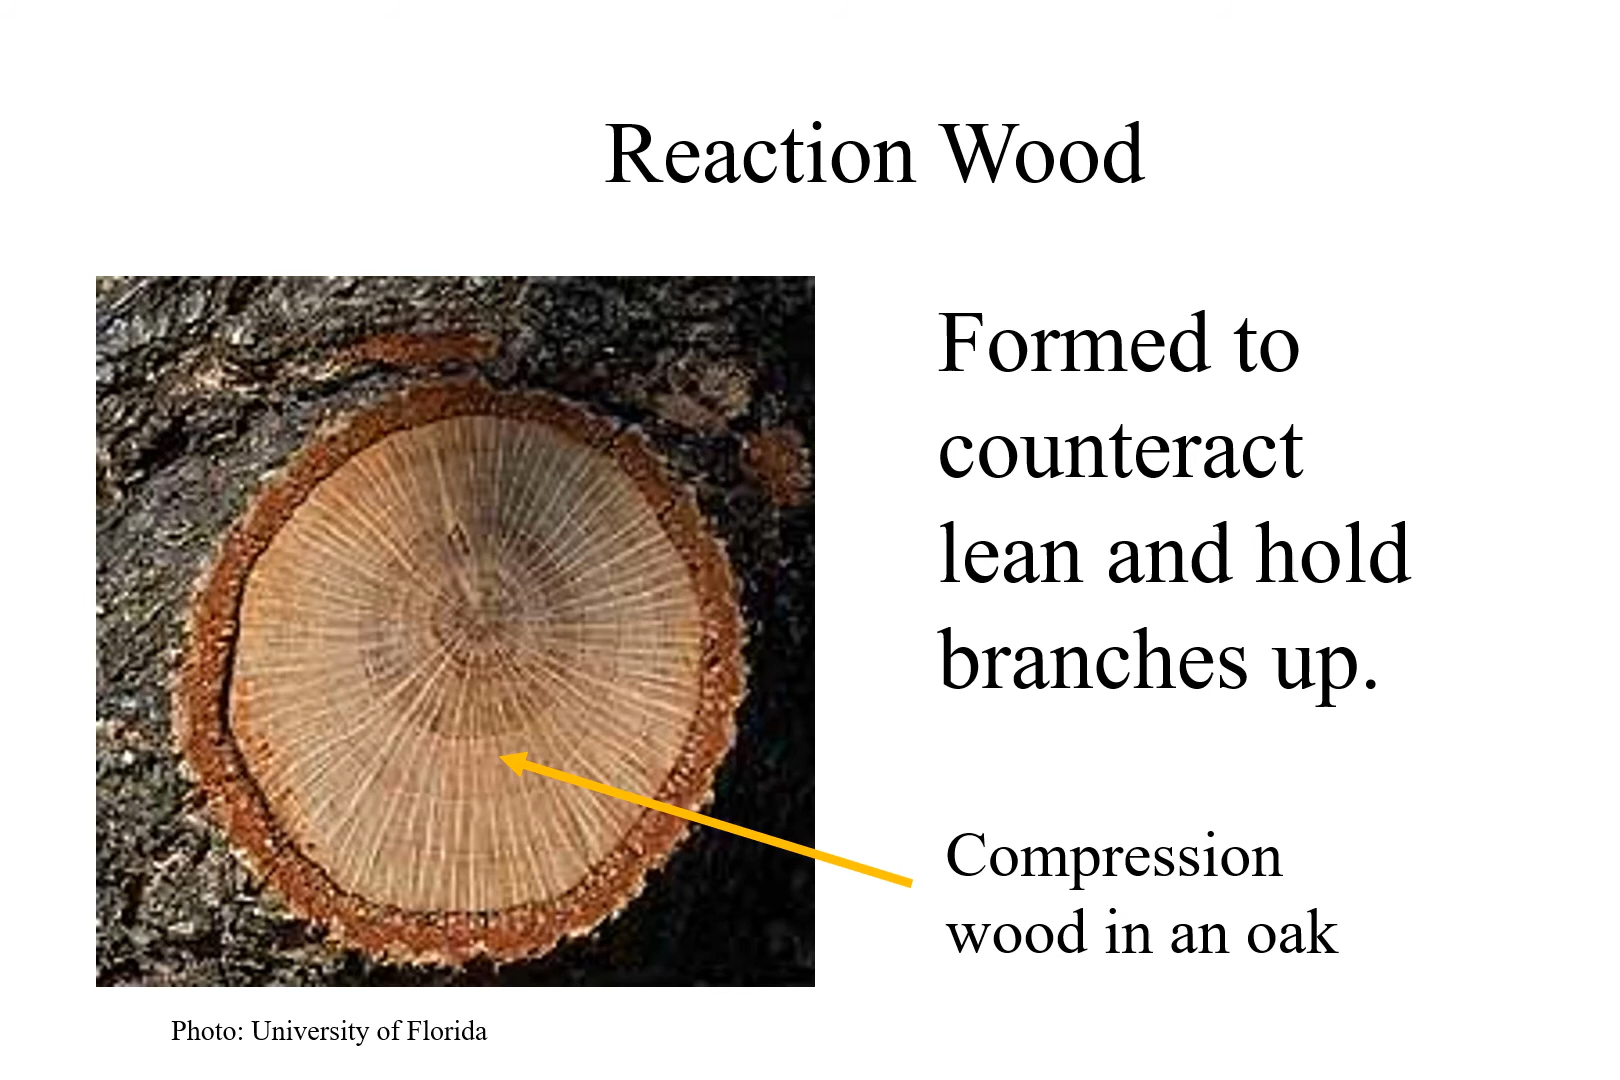 Reaction Wood
Formed to
counteract
lean and hold
branches up.
Compression
wood in an oak
Photo: University of Florida